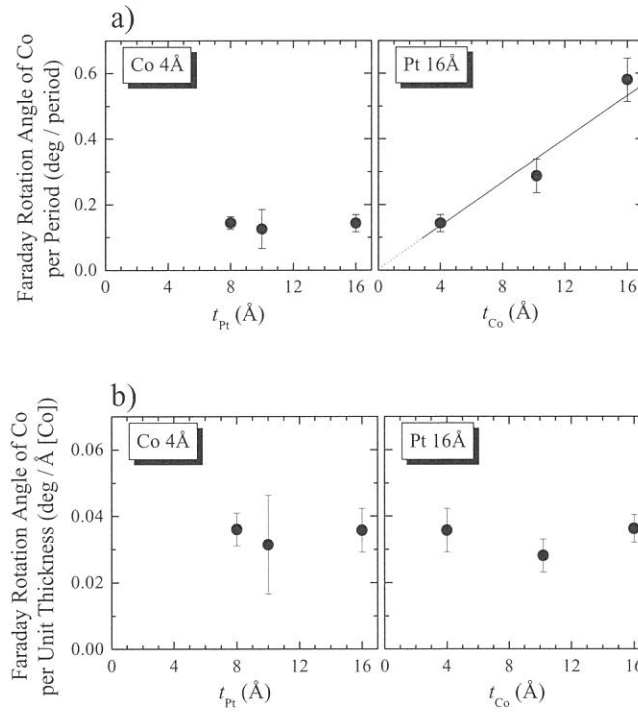 a)
Faraday Rotation Angle of Co
per Period (deg / period)
Co 4Å
Pt 16Å
0.6
0.4
0.2
0.0
0 4 8 12 16
0 4 8 12 16
t_Pt (Å)
t_Co (Å)
b)
Faraday Rotation Angle of Co
per Unit Thickness (deg / Å [Co])
Co 4Å
Pt 16Å
0.06
0.04
0.02
0.00
0 4 8 12 16
0 4 8 12 16
t_Pt (Å)
t_Co (Å)